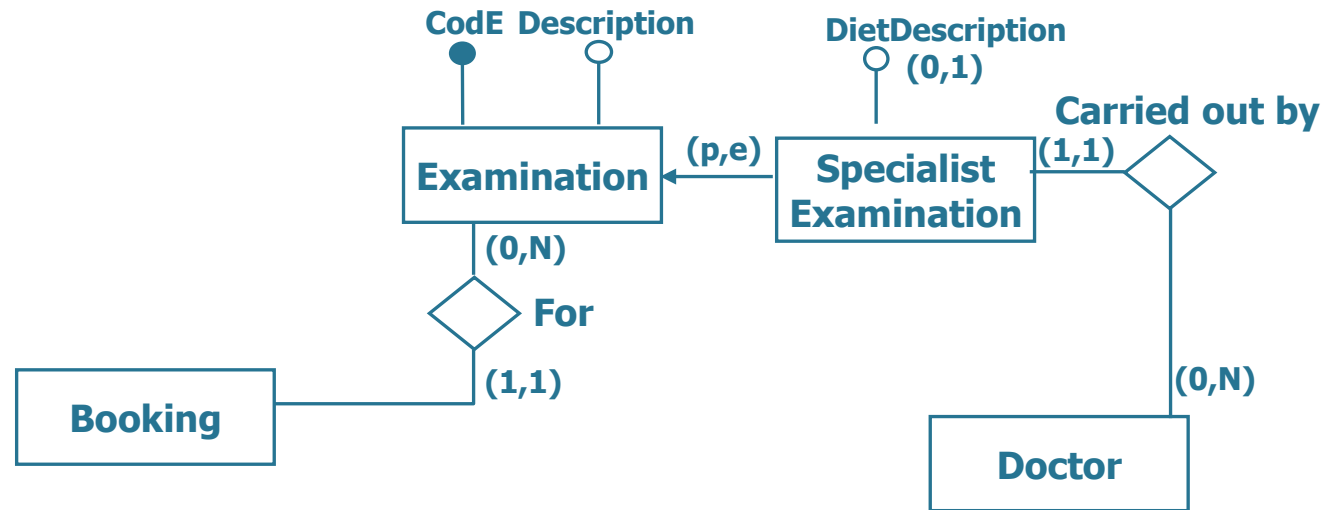 CodE Description
DietDescription
(0,1)
Carried out by
(p,e)
(1,1)
Examination
Specialist
Examination
(0,N)
For
(1,1)
(0,N)
Booking
Doctor